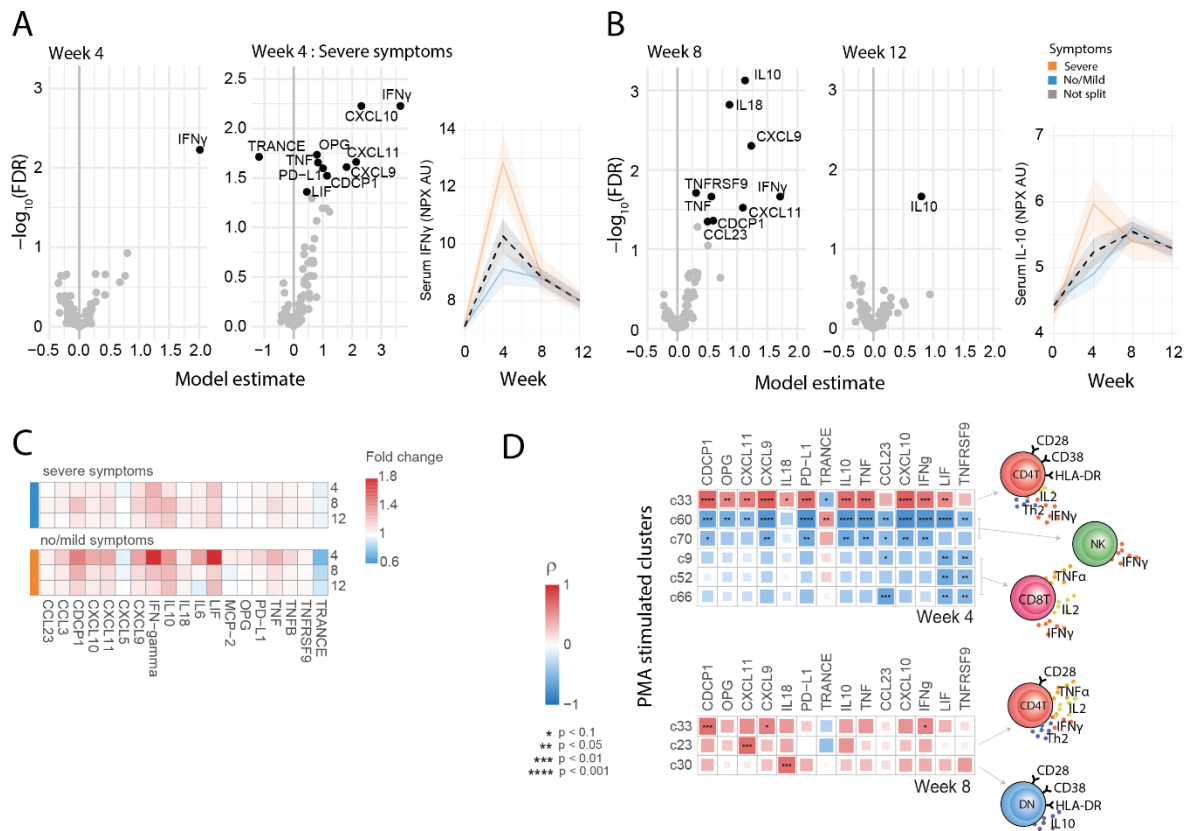 A
Week 4
Week 4 : Severe symptoms
−log10(FDR)
3
2
1
0
−0.5
0.0
0.5
1.0
1.5
2.0
IFNγ
2.5
2.0
1.5
1.0
0.5
0.0
−1
0
1
2
3
IFNγ
CXCL10
TRANCE
OPG
TNF
CXCL11
PD−L1
CXCL9
CDCP1
LIF
Model estimate
Serum IFNγ (NPX AU)
14
12
10
8
0
4
8
12
Week
B
Week 8
Week 12
−log10(FDR)
3
2
1
0
−0.5
0.0
0.5
1.0
1.5
2.0
IL10
IL18
CXCL9
TNFRSF9
IFNγ
TNF
CXCL11
CDCP1
CCL23
3
2
1
0
−0.5
0.0
0.5
1.0
1.5
2.0
IL10
Model estimate
Symptoms
Severe
No/Mild
Not split
Serum IL-10 (NPX AU)
7
6
5
4
0
4
8
12
Week
C
severe symptoms
4
8
12
no/mild symptoms
4
8
12
CCL23
CCL3
CDCP1
CXCL10
CXCL11
CXCL5
CXCL9
IFN-gamma
IL10
IL18
IL6
LIF
MCP-2
OPG
PD-L1
TNF
TNFB
TNFRSF9
TRANCE
Fold change
1.8
1.4
1.0
0.6
D
ρ
1
0
−1
* p < 0.1
** p < 0.05
*** p < 0.01
**** p < 0.001
PMA stimulated clusters
CDCP1
OPG
CXCL11
CXCL9
IL18
PD-L1
TRANCE
IL10
TNF
CCL23
CXCL10
IFNg
LIF
TNFRSF9
c33 **** ** ** **** * *** * *** *** **** *** **
c60 *** ** ** **** **** ** **** **** ** **** **** **** **
c70 * ** ** ** ** * ** ** **
c9 * ** **
c52 ** **
c66 *** ** **
Week 4
CD28
CD38
CD4T
HLA-DR
IL2
Th2
IFNγ
NK
IFNγ
TNFα
CD8T
IL2
IFNγ
CDCP1
OPG
CXCL11
CXCL9
IL18
PD-L1
TRANCE
IL10
TNF
CCL23
CXCL10
IFNg
LIF
TNFRSF9
c33 *** * *
c23 ***
c30 ***
Week 8
CD28
TNFα
CD4T
IL2
IFNγ
Th2
CD28
CD38
DN
HLA-DR
IL10